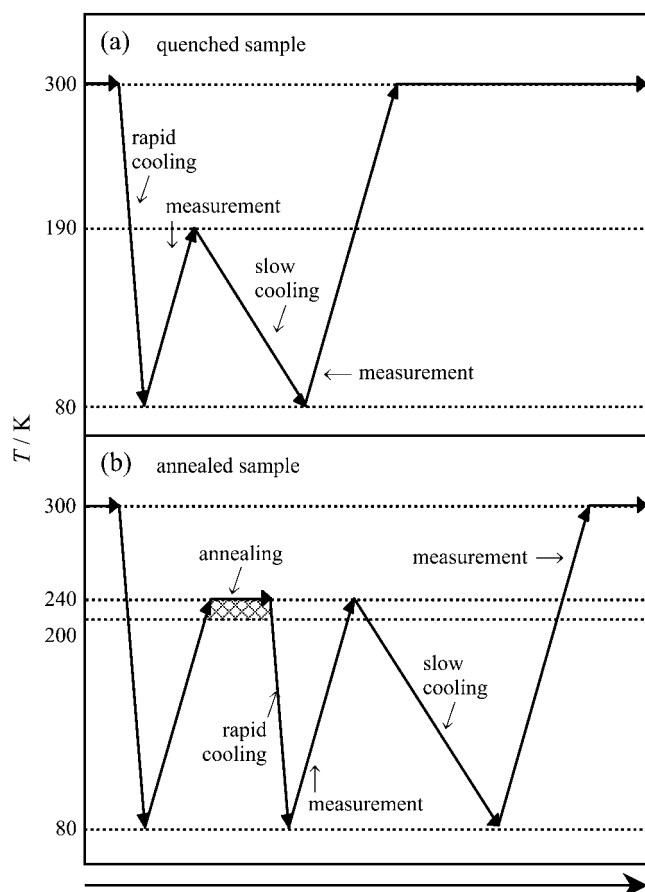 (a) quenched sample
300
rapid
cooling
measurement
190
slow
cooling
measurement
80
T / K
(b) annealed sample
300
annealing
measurement
240
200
slow
cooling
rapid
cooling
measurement
80